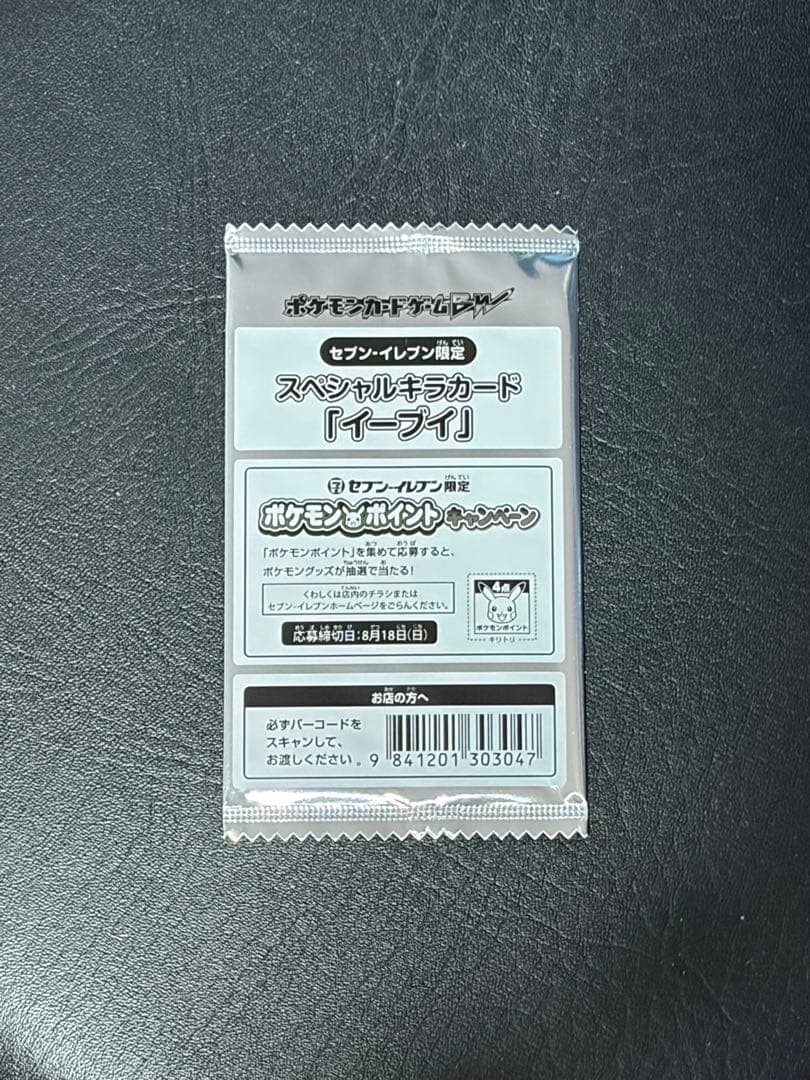 ポケモンカードゲームBW
セブン-イレブン限定
スペシャルキラカード
「イーブイ」
セブン-イレブン限定
ポケモンポイントキャンペーン
「ポケモンポイント」を集めて応募すると、
ポケモングッズが抽選で当たる!
くわしくは店内のチラシまたは
セブン-イレブンホームページをごらんください。
応募締切日:8月18日(日)
4点
ポケモンポイント
キリトリ
お店の方へ
必ずバーコードを
スキャンして、
お渡しください。
9 841201 303047